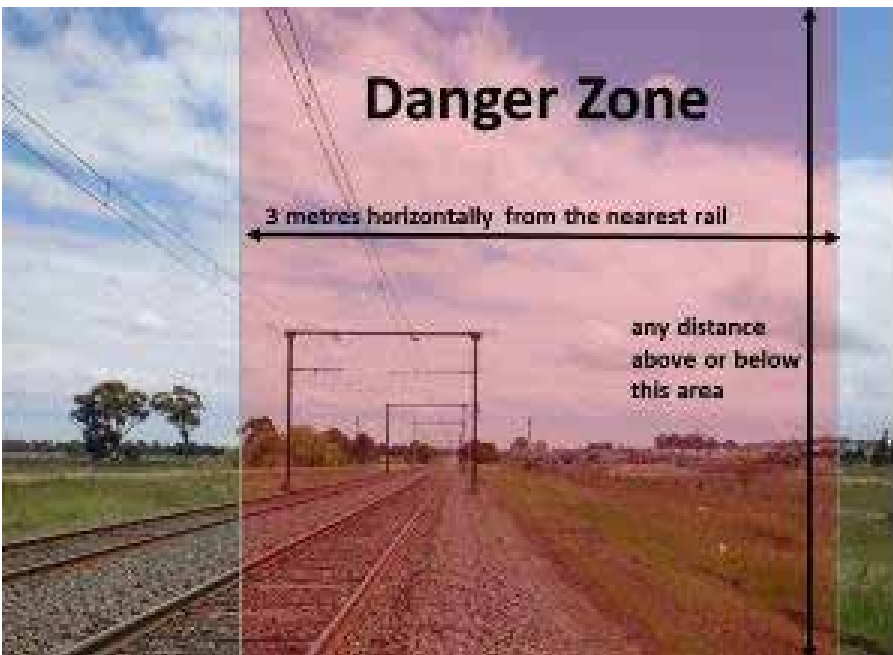 Danger Zone
3 metres horizontally from the nearest rail
any distance
above or below
this area